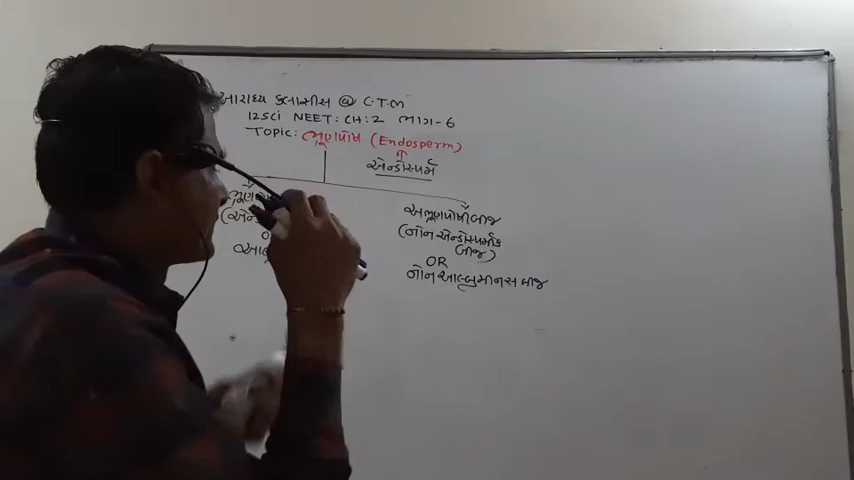 આરાધ્ય ક્લાસીસ @ C.T.M
12SCI NEET: CH:2 ભાગ-6
Topic: ભ્રૂણપોષ (Endosperm)
એન્ડોસ્પર્મ
અભ્રૂણપોષીબીજ
(નોન એન્ડોસ્પર્મીક
બીજ)
OR
નોન આલ્બુમીનસ બીજ